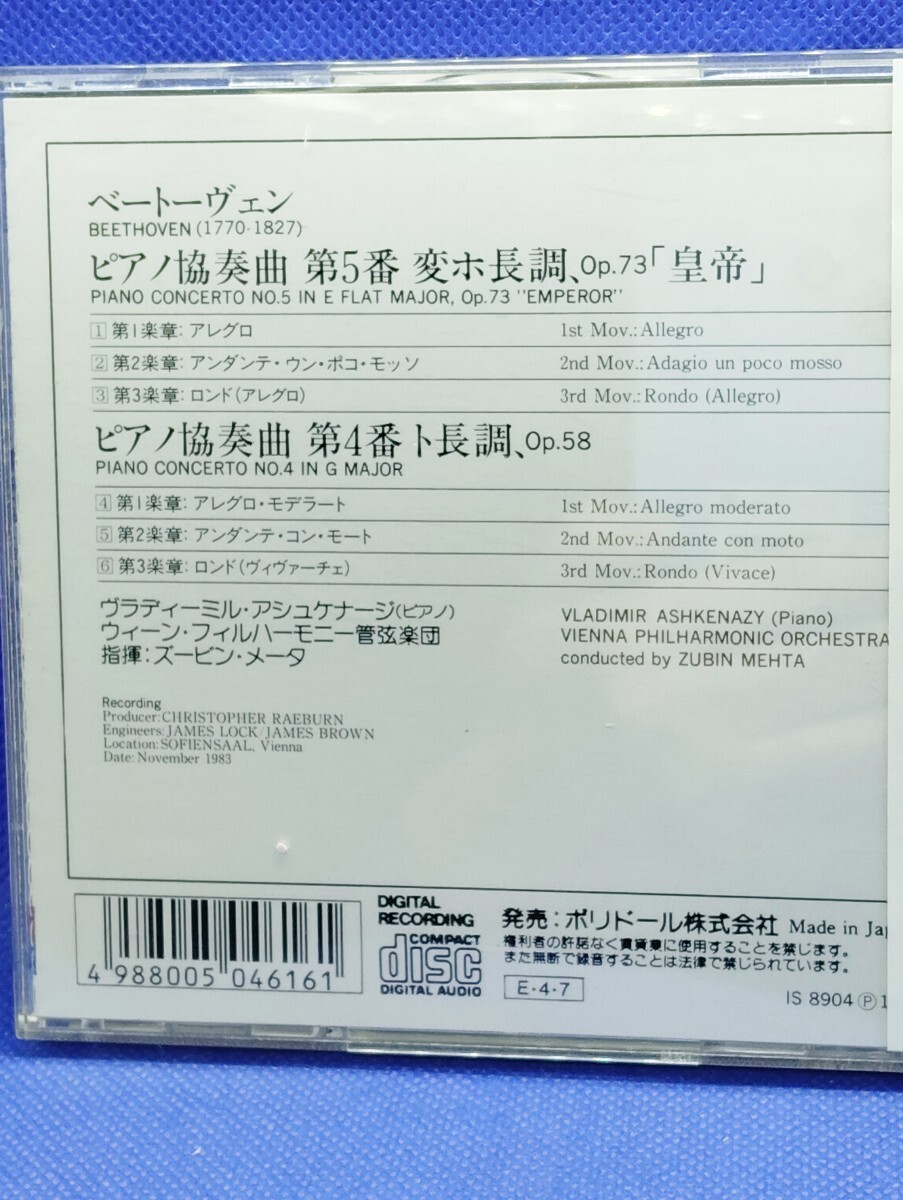 ベートーヴェン
BEETHOVEN (1770-1827)
ピアノ協奏曲 第5番 変ホ長調、Op.73「皇帝」
PIANO CONCERTO NO.5 IN E FLAT MAJOR, Op.73 "EMPEROR"
1 第1楽章: アレグロ 1st Mov.: Allegro
2 第2楽章: アンダンテ・ウン・ポコ・モッソ 2nd Mov.: Adagio un poco mosso
3 第3楽章: ロンド(アレグロ) 3rd Mov.: Rondo (Allegro)
ピアノ協奏曲 第4番 ト長調、Op.58
PIANO CONCERTO NO.4 IN G MAJOR
4 第1楽章: アレグロ・モデラート 1st Mov.: Allegro moderato
5 第2楽章: アンダンテ・コン・モート 2nd Mov.: Andante con moto
6 第3楽章: ロンド(ヴィヴァーチェ) 3rd Mov.: Rondo (Vivace)
ヴラディーミル・アシュケナージ(ピアノ) VLADIMIR ASHKENAZY (Piano)
ウィーン・フィルハーモニー管弦楽団 VIENNA PHILHARMONIC ORCHESTRA
指揮: ズービン・メータ conducted by ZUBIN MEHTA
Recording
Producer: CHRISTOPHER RAEBURN
Engineers: JAMES LOCK/JAMES BROWN
Location: SOFIENSAAL, Vienna
Date: November 1983
4 988005 046161
DIGITAL
RECORDING
COMPACT
disc
DIGITAL AUDIO
発売: ポリドール株式会社 Made in Jap
権利者の許諾なく賃貸業に使用することを禁じます。
また無断で録音することは法律で禁じられています。
E・4・7
IS 8904 Ⓟ 1